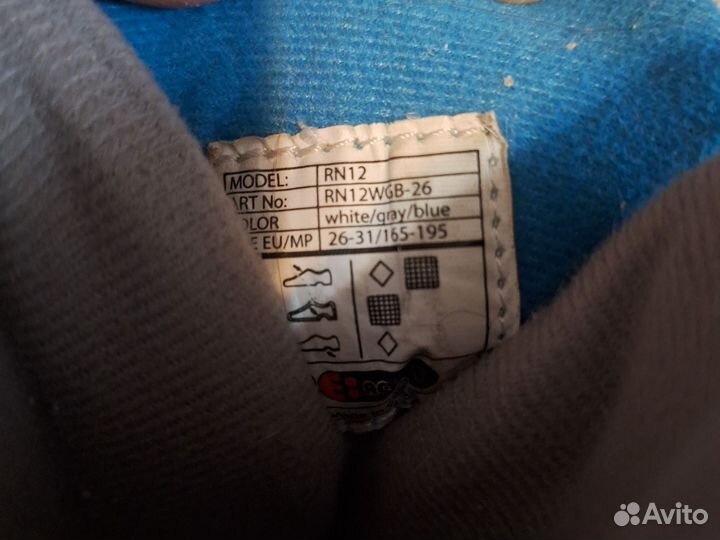 MODEL: RN12
ART No: RN12WGB-26
COLOR white/gray/blue
E EU/MP 26-31/165-195
Avito